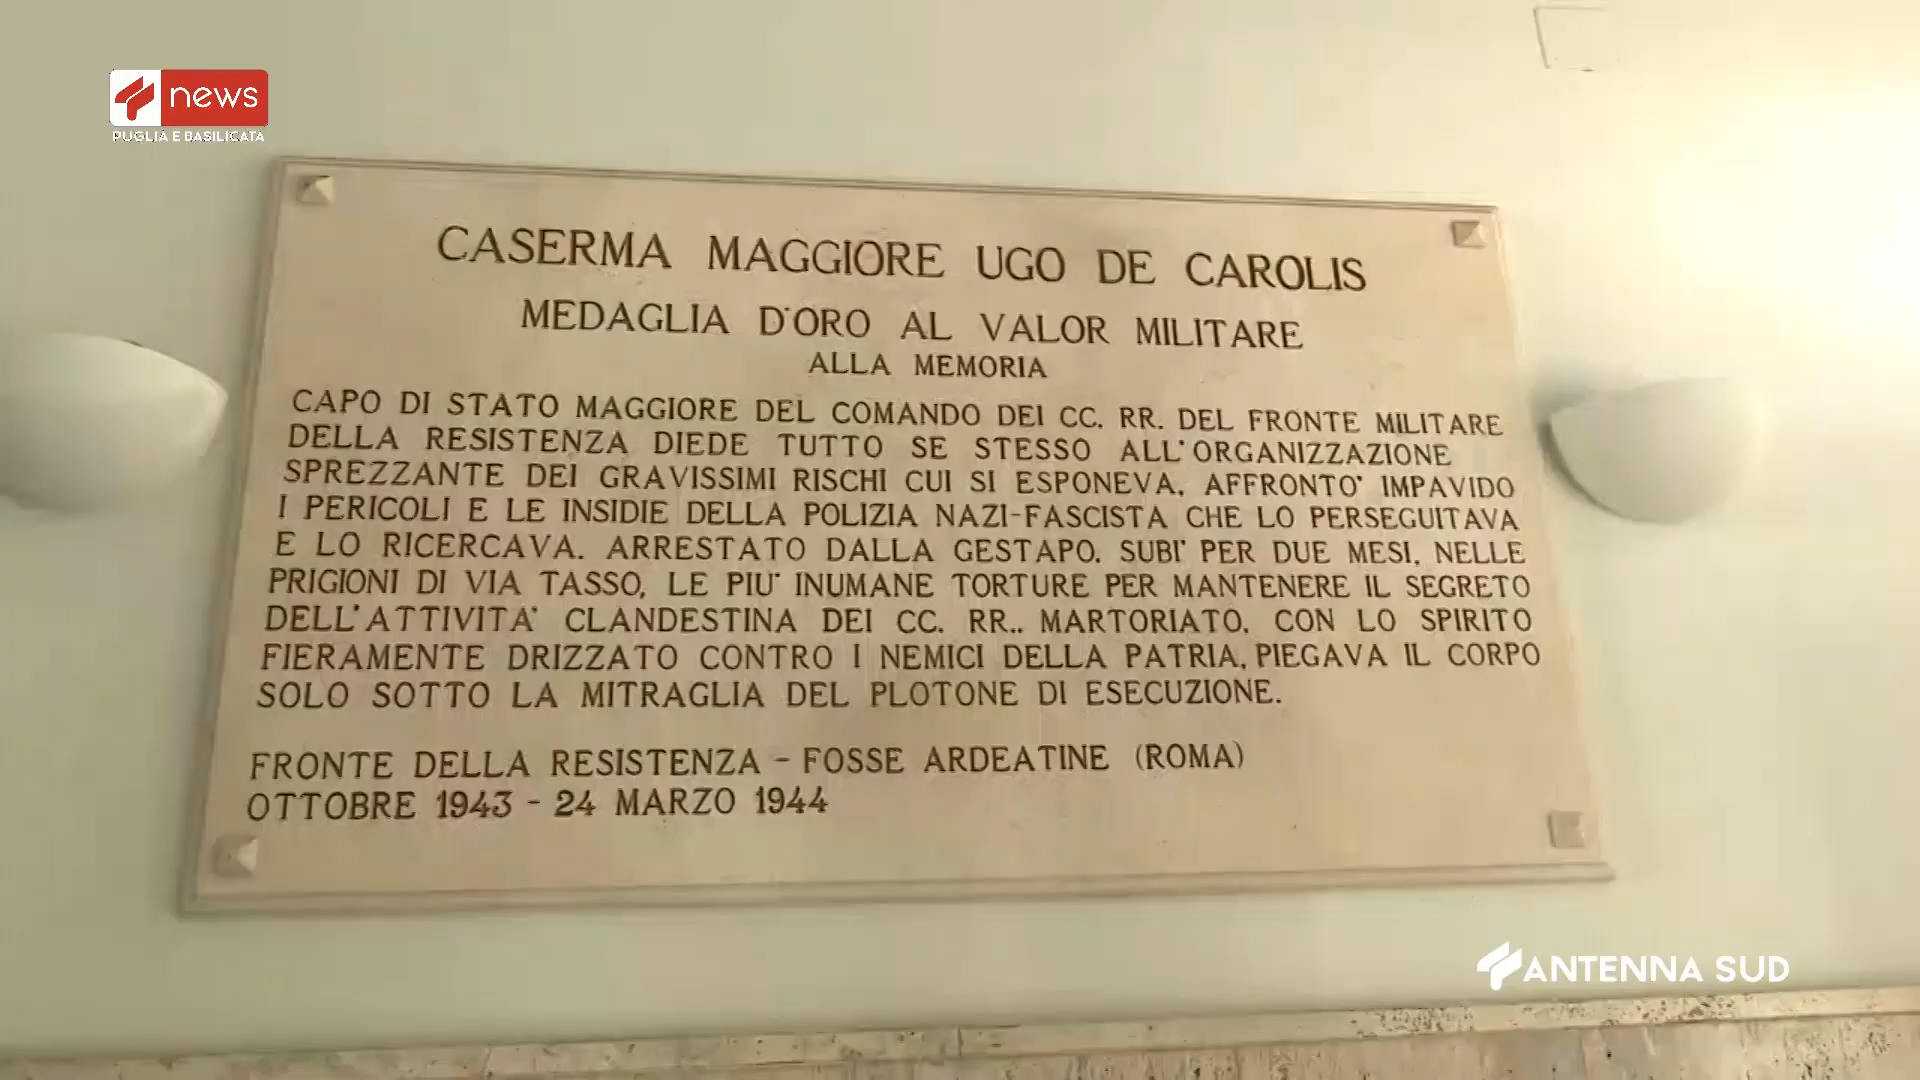 news
PUGLIA E BASILICATA
CASERMA MAGGIORE UGO DE CAROLIS
MEDAGLIA D'ORO AL VALOR MILITARE
ALLA MEMORIA
CAPO DI STATO MAGGIORE DEL COMANDO DEI CC. RR. DEL FRONTE MILITARE
DELLA RESISTENZA DIEDE TUTTO SE STESSO ALL'ORGANIZZAZIONE
SPREZZANTE DEI GRAVISSIMI RISCHI CUI SI ESPONEVA, AFFRONTO' IMPAVIDO
I PERICOLI E LE INSIDIE DELLA POLIZIA NAZI-FASCISTA CHE LO PERSEGUITAVA
E LO RICERCAVA. ARRESTATO DALLA GESTAPO, SUBI' PER DUE MESI, NELLE
PRIGIONI DI VIA TASSO, LE PIU' INUMANE TORTURE PER MANTENERE IL SEGRETO
DELL'ATTIVITA' CLANDESTINA DEI CC. RR.. MARTORIATO, CON LO SPIRITO
FIERAMENTE DRIZZATO CONTRO I NEMICI DELLA PATRIA, PIEGAVA IL CORPO
SOLO SOTTO LA MITRAGLIA DEL PLOTONE DI ESECUZIONE.
FRONTE DELLA RESISTENZA - FOSSE ARDEATINE (ROMA)
OTTOBRE 1943 - 24 MARZO 1944
ANTENNA SUD